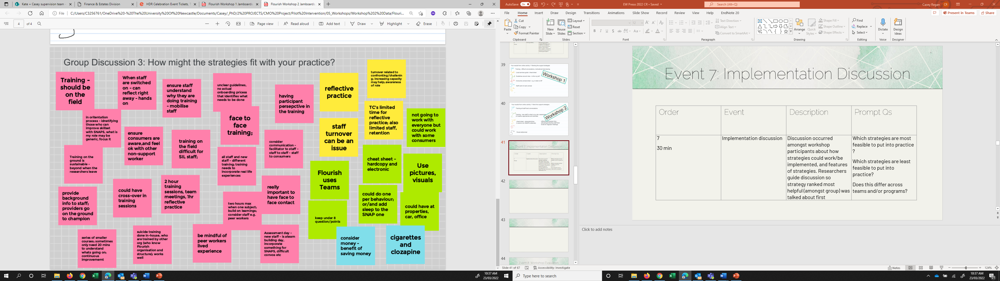 Kate + Casey supervision team -
Finance & Estates Division
HDR Celebration Event Tickets, T
Flourish Workshop 1 Jamboards.
Flourish Workshop 2 Jamboards
File
C:/Users/C3256761/OneDrive%20-%20The%20University%20Of%20Newcastle/Documents/Casey/_PhD/2%20PROJECTS/CMO%20Project/Pilot%20Intervention/05_Workshops/Workshop%202%20Data/Flouri...
4 of 4
Page view
Read aloud
Add text
Draw
Highlight
Erase
Group Discussion 3: How might the strategies fit with your practice?
Training -
should be
on the
field
When staff
are switched
on - can
reflect right
away - hands
on
ensure staff
understand
why they are
doing training
- mobilise
staff
unclear guidelines,
no actual
onboarding pricess
that identifies what
needs to be done
having
participant
persepctive in
the training
reflective
practice
turnover related to
confronting/challenin
g; increasing capacity
may help; awareness
of role
in oritentation
process - idnetifying
those who can
improve skillset
with SNAPS, what is
my role may be
generic, focus it
ensure
consumers are
aware,and feel
ok with other
non-support
worker
training on
the field
difficult for
SIL staff;
face to
face
training;
consider
communication -
facilitator to staff -
staff to staff - staff
to consumers
staff
turnover
can be an
issue
TC's limited
time for
reflective
practice; also
limited staff,
retention
not going to
work with
everyone but
could work
with some
consumers
Training on the
ground is
sustainable -
beyond when the
researchers leave
all staff and new
staff - different
training; training
needs to
incorporate real life
experiences
Flourish
uses
Teams
cheat sheet -
hardcopy and
electronic
Use
pictures,
visuals
provide
background
info to staff;
providers go
on the ground
to champion
could have
cross-over in
training
sessions
2 hour
training
sessions, team
meetings, 1hr
reflective
practice
two hours max
when one subject;
build on learnings;
consider staff e.g.
peer workers
really
important to
have face to
face contact
keep under 8
question/points
could do one
per behaviour;
or/and add
sleep to the
SNAP one
could have at
properties,
car, office
series of smaller
courses; sometimes
only need 20 mins
to understand
whats going on;
continuous
improvememt
suicide training
done in-house, who
are trained by other
org (who know
Flourish
organisation and
structure); works
well
be mindful of
peer workers
lived
experience
Assessment day -
new staff - is ateam
building day,
incorporate
something for
SNAPS, difficult
convos etc
consider
money -
benefit of
saving money
cigarettes
and
clozapine
10:37 AM
23/03/2022
AutoSave On
EW Preso 2022 CR • Saved
Search (Alt+Q)
Casey Regan CR
File Home Insert Draw Design Transitions Animations Slide Show Record Review View Help EndNote 20
Present in Teams
Share
Paste
Cut
Copy
Format Painter
Clipboard
New
Slide
Reuse
Slides
Layout
Reset
Section
Slides
Font
Text Direction
Align Text
Convert to SmartArt
Paragraph
Arrange
Quick
Styles
Shape Fill
Shape Outline
Shape Effects
Drawing
Find
Replace
Select
Editing
Dictate
Voice
Design
Ideas
Designer
39
Workshop 1
40
Workshop 2
41
Event 7: Implementation Discussion
42
43
44
Event 8: Workshop Evaluation
Event 7: Implementation Discussion
Order
Event
Description
Prompt Qs
7
30 min
Implementation discussion
Discussion occurred
amongst workshop
participants about how
strategies could work/be
implemented, and features
of strategies. Researchers
guide discussion so
strategy ranked most
helpful (amongst group) was
talked about first
Which strategies are most
feasible to put into practice
?
Which strategies are least
feasible to put into
practice?
Does this differ across
teams and/or programs?
Click to add notes
Slide 41 of 67
Accessibility: Investigate
Notes
124%
Type here to search
10:37 AM
23/03/2022